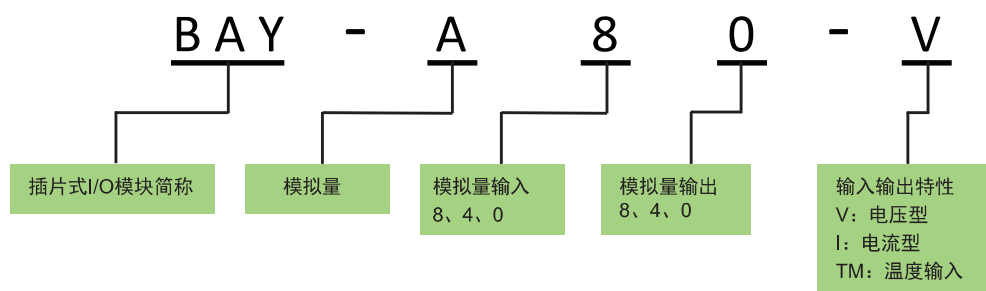 BAY - A 8 0 - V
插片式I/O模块简称
模拟量
模拟量输入
8、4、0
模拟量输出
8、4、0
输入输出特性
V：电压型
I：电流型
TM：温度输入